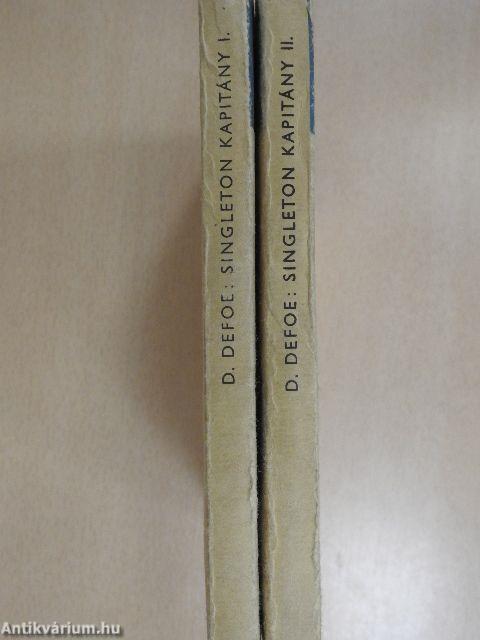 D. DEFOE: SINGLETON KAPITÁNY I.
D. DEFOE: SINGLETON KAPITÁNY II.
Antikvárium.hu